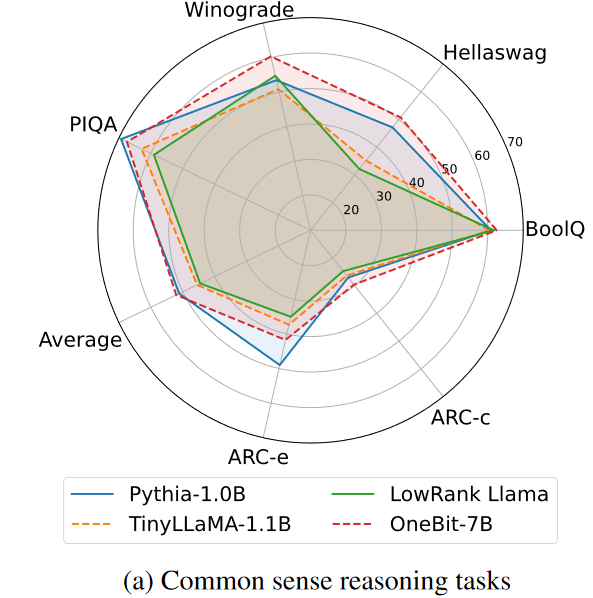 Winograde
Hellaswag
PIQA
70
60
50
40
30
20
BoolQ
Average
ARC-c
ARC-e
Pythia-1.0B
LowRank Llama
TinyLLaMA-1.1B
OneBit-7B
(a) Common sense reasoning tasks